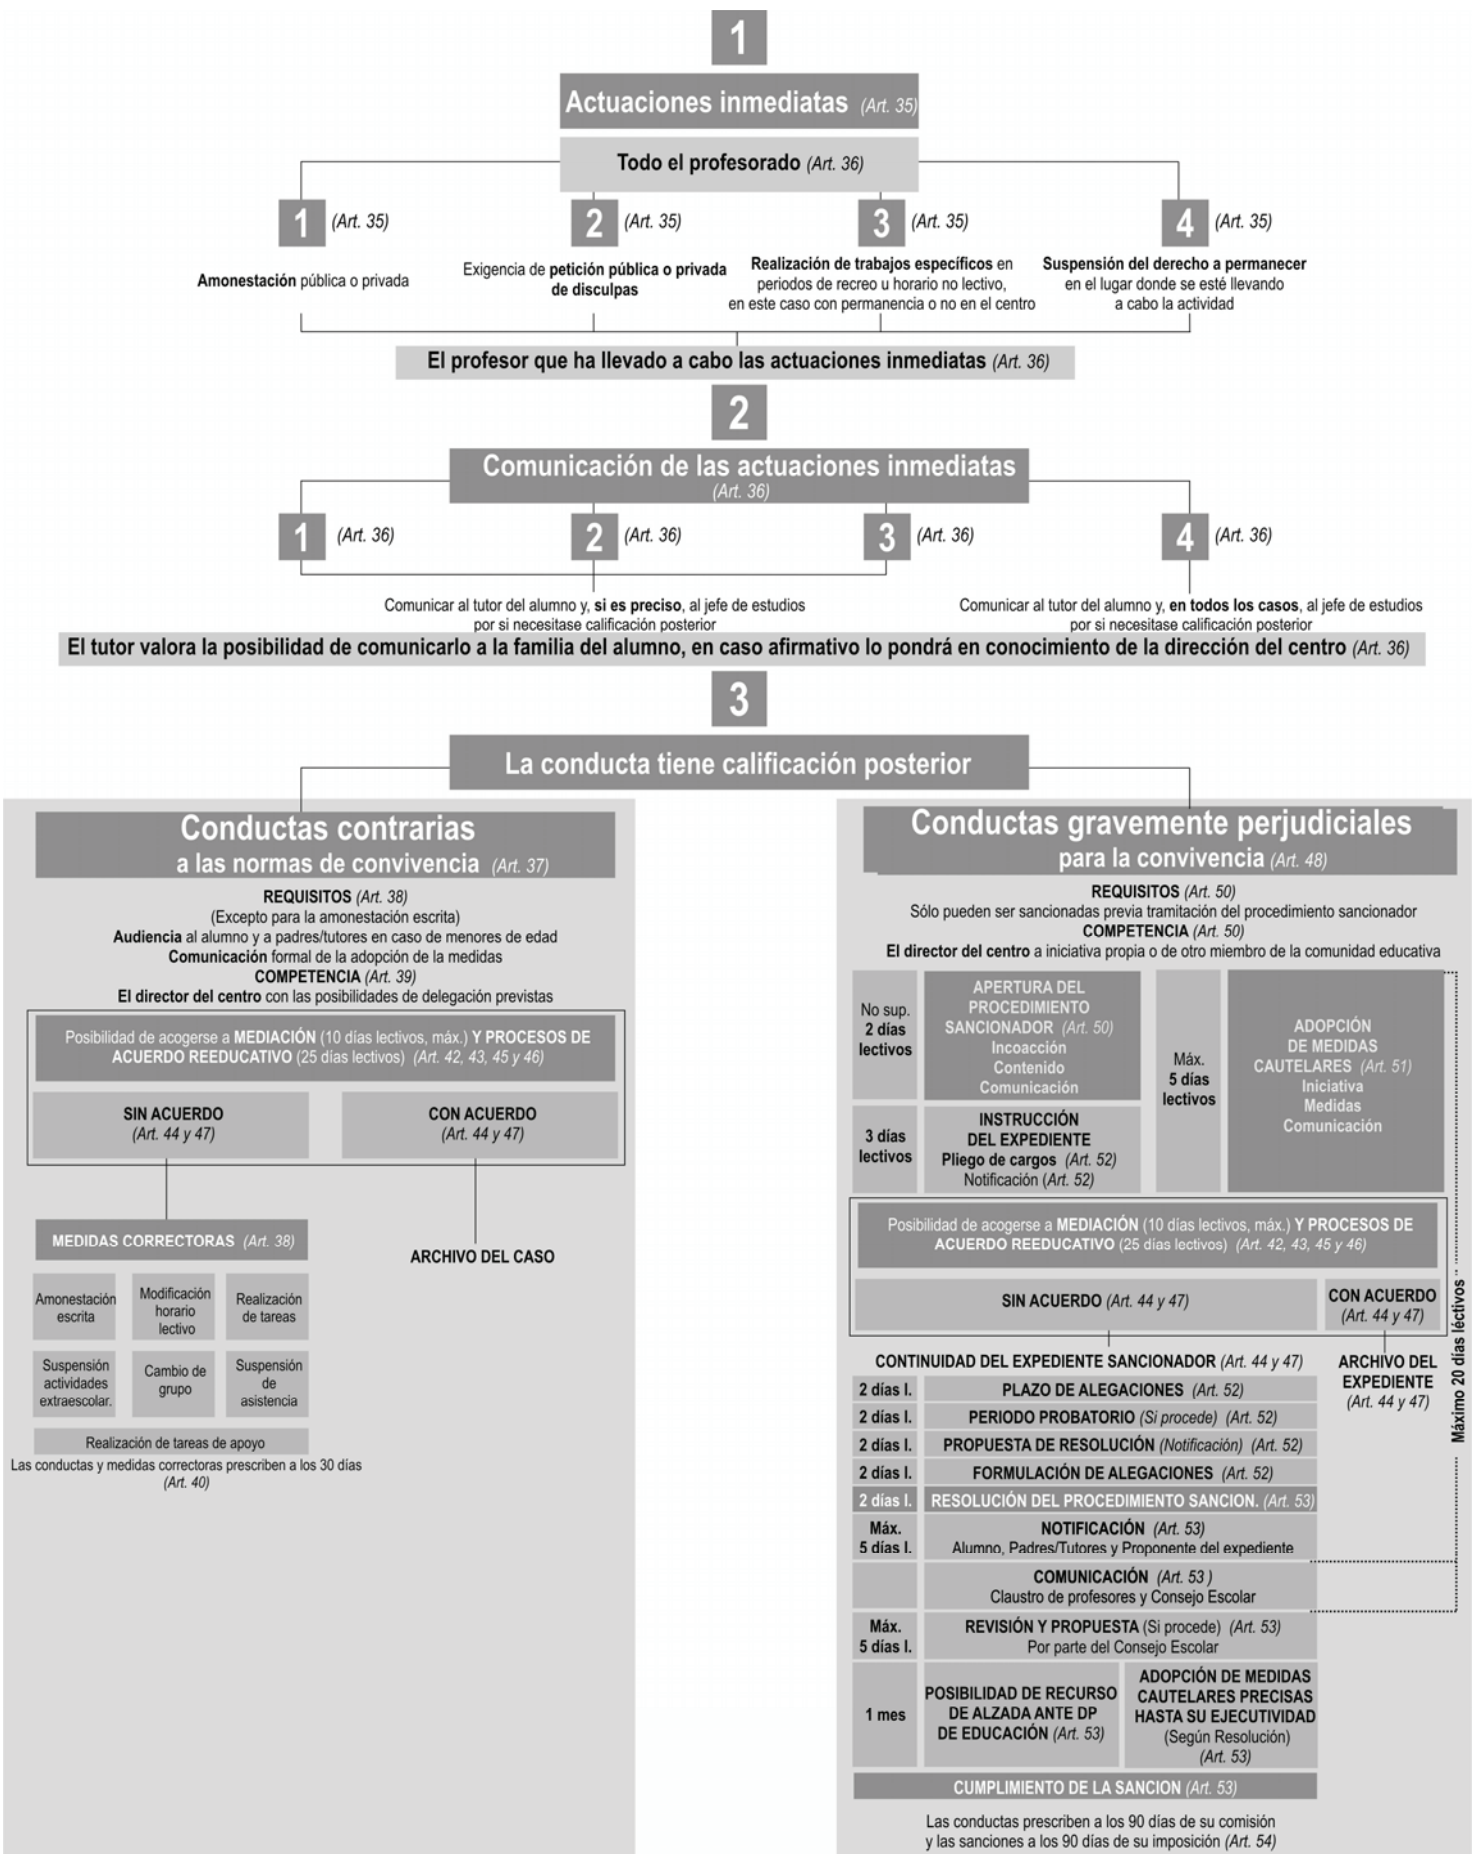 1
Actuaciones inmediatas (Art. 35)
Todo el profesorado (Art. 36)
1 (Art. 35)
Amonestación pública o privada
2 (Art. 35)
Exigencia de petición pública o privada
de disculpas
3 (Art. 35)
Realización de trabajos específicos en
periodos de recreo u horario no lectivo,
en este caso con permanencia o no en el centro
4 (Art. 35)
Suspensión del derecho a permanecer
en el lugar donde se esté llevando
a cabo la actividad
El profesor que ha llevado a cabo las actuaciones inmediatas (Art. 36)
2
Comunicación de las actuaciones inmediatas
(Art. 36)
1 (Art. 36)
2 (Art. 36)
3 (Art. 36)
4 (Art. 36)
Comunicar al tutor del alumno y, si es preciso, al jefe de estudios
por si necesitase calificación posterior
Comunicar al tutor del alumno y, en todos los casos, al jefe de estudios
por si necesitase calificación posterior
El tutor valora la posibilidad de comunicarlo a la familia del alumno, en caso afirmativo lo pondrá en conocimiento de la dirección del centro (Art. 36)
3
La conducta tiene calificación posterior
Conductas contrarias
a las normas de convivencia (Art. 37)
REQUISITOS (Art. 38)
(Excepto para la amonestación escrita)
Audiencia al alumno y a padres/tutores en caso de menores de edad
Comunicación formal de la adopción de la medidas
COMPETENCIA (Art. 39)
El director del centro con las posibilidades de delegación previstas
Posibilidad de acogerse a MEDIACIÓN (10 días lectivos, máx.) Y PROCESOS DE
ACUERDO REEDUCATIVO (25 días lectivos) (Art. 42, 43, 45 y 46)
SIN ACUERDO
(Art. 44 y 47)
CON ACUERDO
(Art. 44 y 47)
MEDIDAS CORRECTORAS (Art. 38)
ARCHIVO DEL CASO
Amonestación
escrita
Modificación
horario
lectivo
Realización
de tareas
Suspensión
actividades
extraescolar.
Cambio de
grupo
Suspensión
de
asistencia
Realización de tareas de apoyo
Las conductas y medidas correctoras prescriben a los 30 días
(Art. 40)
Conductas gravemente perjudiciales
para la convivencia (Art. 48)
REQUISITOS (Art. 50)
Sólo pueden ser sancionadas previa tramitación del procedimiento sancionador
COMPETENCIA (Art. 50)
El director del centro a iniciativa propia o de otro miembro de la comunidad educativa
No sup.
2 días
lectivos
APERTURA DEL
PROCEDIMIENTO
SANCIONADOR (Art. 50)
Incoacción
Contenido
Comunicación
Máx.
5 días
lectivos
ADOPCIÓN
DE MEDIDAS
CAUTELARES (Art. 51)
Iniciativa
Medidas
Comunicación
3 días
lectivos
INSTRUCCIÓN
DEL EXPEDIENTE
Pliego de cargos (Art. 52)
Notificación (Art. 52)
Posibilidad de acogerse a MEDIACIÓN (10 días lectivos, máx.) Y PROCESOS DE
ACUERDO REEDUCATIVO (25 días lectivos) (Art. 42, 43, 45 y 46)
SIN ACUERDO (Art. 44 y 47)
CON ACUERDO
(Art. 44 y 47)
Máximo 20 días léctivos
CONTINUIDAD DEL EXPEDIENTE SANCIONADOR (Art. 44 y 47)
ARCHIVO DEL
EXPEDIENTE
(Art. 44 y 47)
2 días l. PLAZO DE ALEGACIONES (Art. 52)
2 días l. PERIODO PROBATORIO (Si procede) (Art. 52)
2 días l. PROPUESTA DE RESOLUCIÓN (Notificación) (Art. 52)
2 días l. FORMULACIÓN DE ALEGACIONES (Art. 52)
2 días l. RESOLUCIÓN DEL PROCEDIMIENTO SANCION. (Art. 53)
Máx.
5 días l.
NOTIFICACIÓN (Art. 53)
Alumno, Padres/Tutores y Proponente del expediente
COMUNICACIÓN (Art. 53 )
Claustro de profesores y Consejo Escolar
Máx.
5 días l.
REVISIÓN Y PROPUESTA (Si procede) (Art. 53)
Por parte del Consejo Escolar
1 mes
POSIBILIDAD DE RECURSO
DE ALZADA ANTE DP
DE EDUCACIÓN (Art. 53)
ADOPCIÓN DE MEDIDAS
CAUTELARES PRECISAS
HASTA SU EJECUTIVIDAD
(Según Resolución)
(Art. 53)
CUMPLIMIENTO DE LA SANCION (Art. 53)
Las conductas prescriben a los 90 días de su comisión
y las sanciones a los 90 días de su imposición (Art. 54)